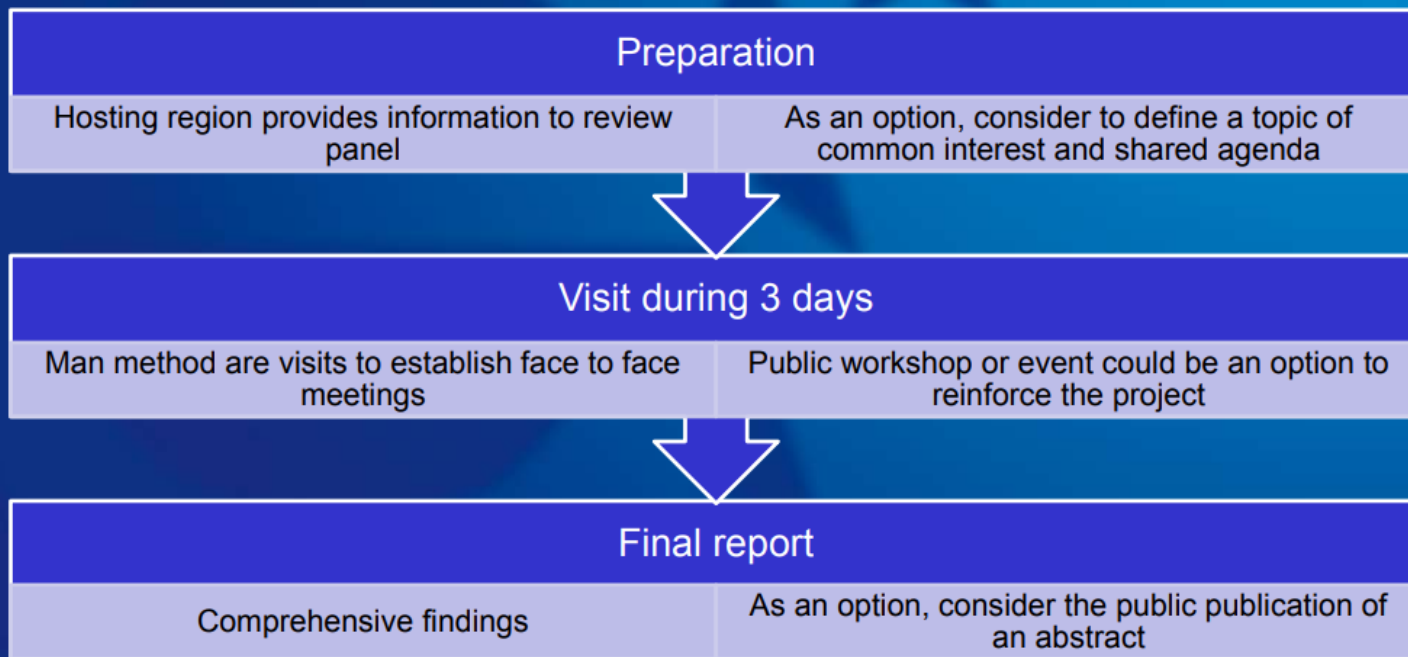 Preparation
Hosting region provides information to review
panel
As an option, consider to define a topic of
common interest and shared agenda
Visit during 3 days
Man method are visits to establish face to face
meetings
Public workshop or event could be an option to
reinforce the project
Final report
Comprehensive findings
As an option, consider the public publication of
an abstract